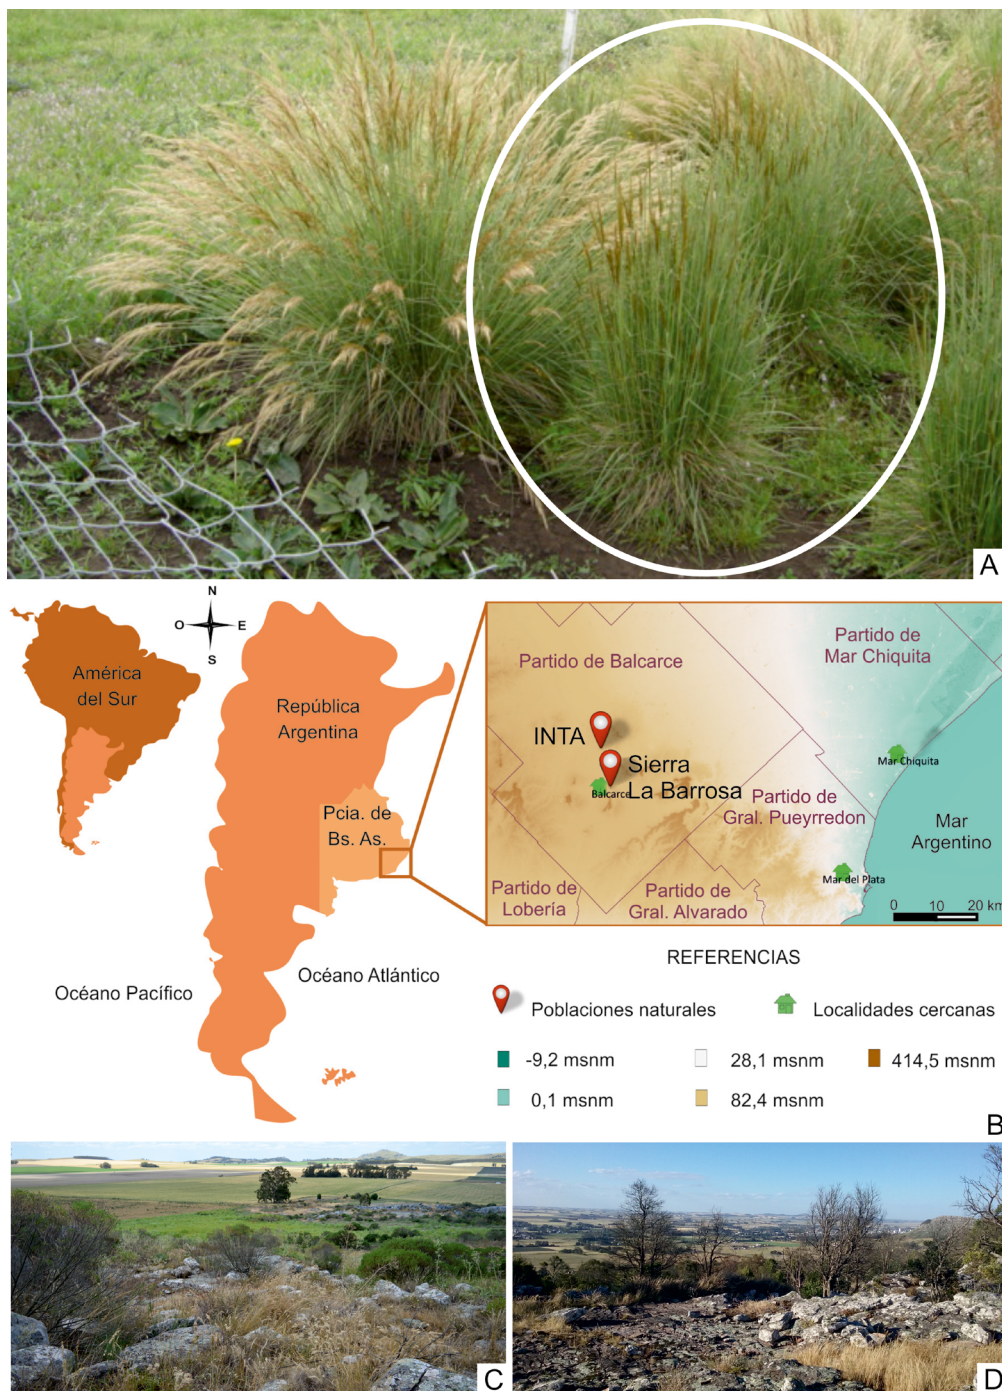 A
N
O
E
S
América
del Sur
República
Argentina
Pcia. de
Bs. As.
Océano Pacífico
Océano Atlántico
Partido de Balcarce
Partido de
Mar Chiquita
INTA
Sierra
La Barrosa
Balcarce
Mar Chiquita
Partido de
Gral. Pueyrredon
Mar
Argentino
Mar del Plata
Partido de
Lobería
Partido de
Gral. Alvarado
0 10 20 km
REFERENCIAS
Poblaciones naturales
Localidades cercanas
-9,2 msnm
28,1 msnm
414,5 msnm
0,1 msnm
82,4 msnm
B
C
D